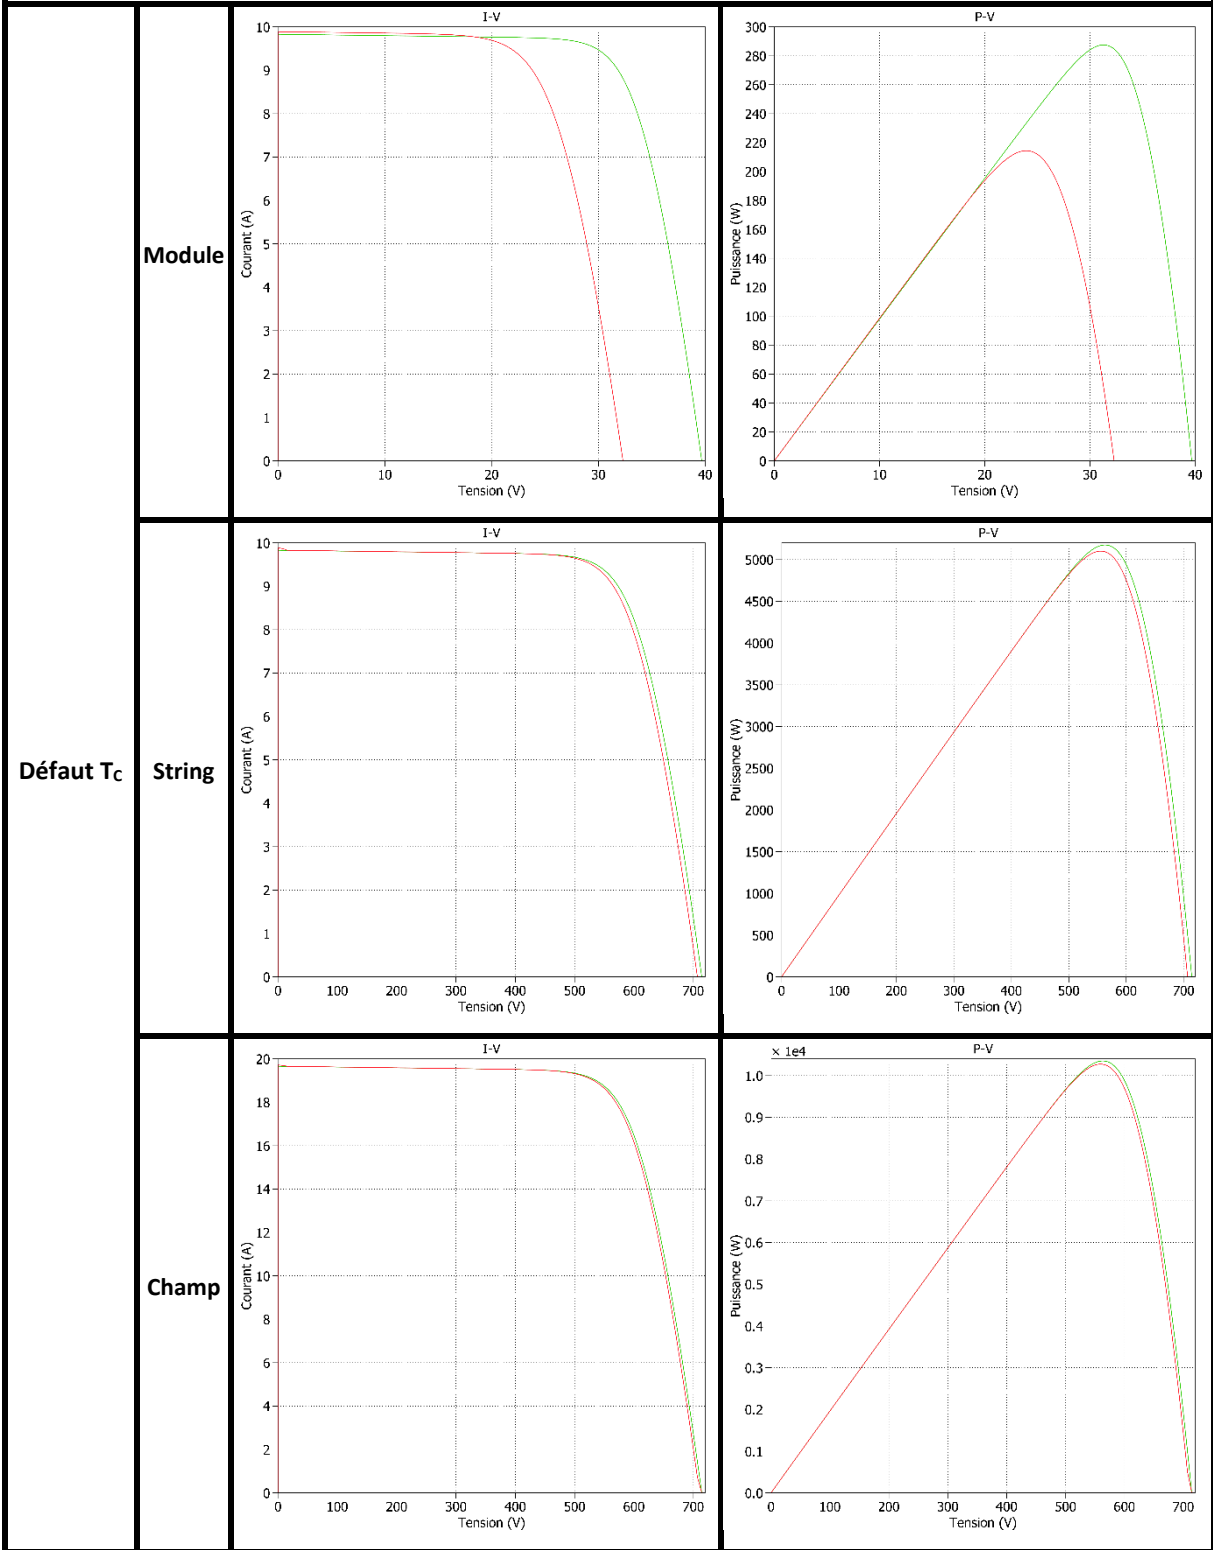 Défaut TC
Module
I-V
Courant (A)
10
9
8
7
6
5
4
3
2
1
0
0 10 20 30 40
Tension (V)
P-V
Puissance (W)
300
280
260
240
220
200
180
160
140
120
100
80
60
40
20
0
0 10 20 30 40
Tension (V)
String
I-V
Courant (A)
10
9
8
7
6
5
4
3
2
1
0
0 100 200 300 400 500 600 700
Tension (V)
P-V
Puissance (W)
5000
4500
4000
3500
3000
2500
2000
1500
1000
500
0
0 100 200 300 400 500 600 700
Tension (V)
Champ
I-V
Courant (A)
20
18
16
14
12
10
8
6
4
2
0
0 100 200 300 400 500 600 700
Tension (V)
× 1e4
P-V
Puissance (W)
1.0
0.9
0.8
0.7
0.6
0.5
0.4
0.3
0.2
0.1
0.0
0 100 200 300 400 500 600 700
Tension (V)